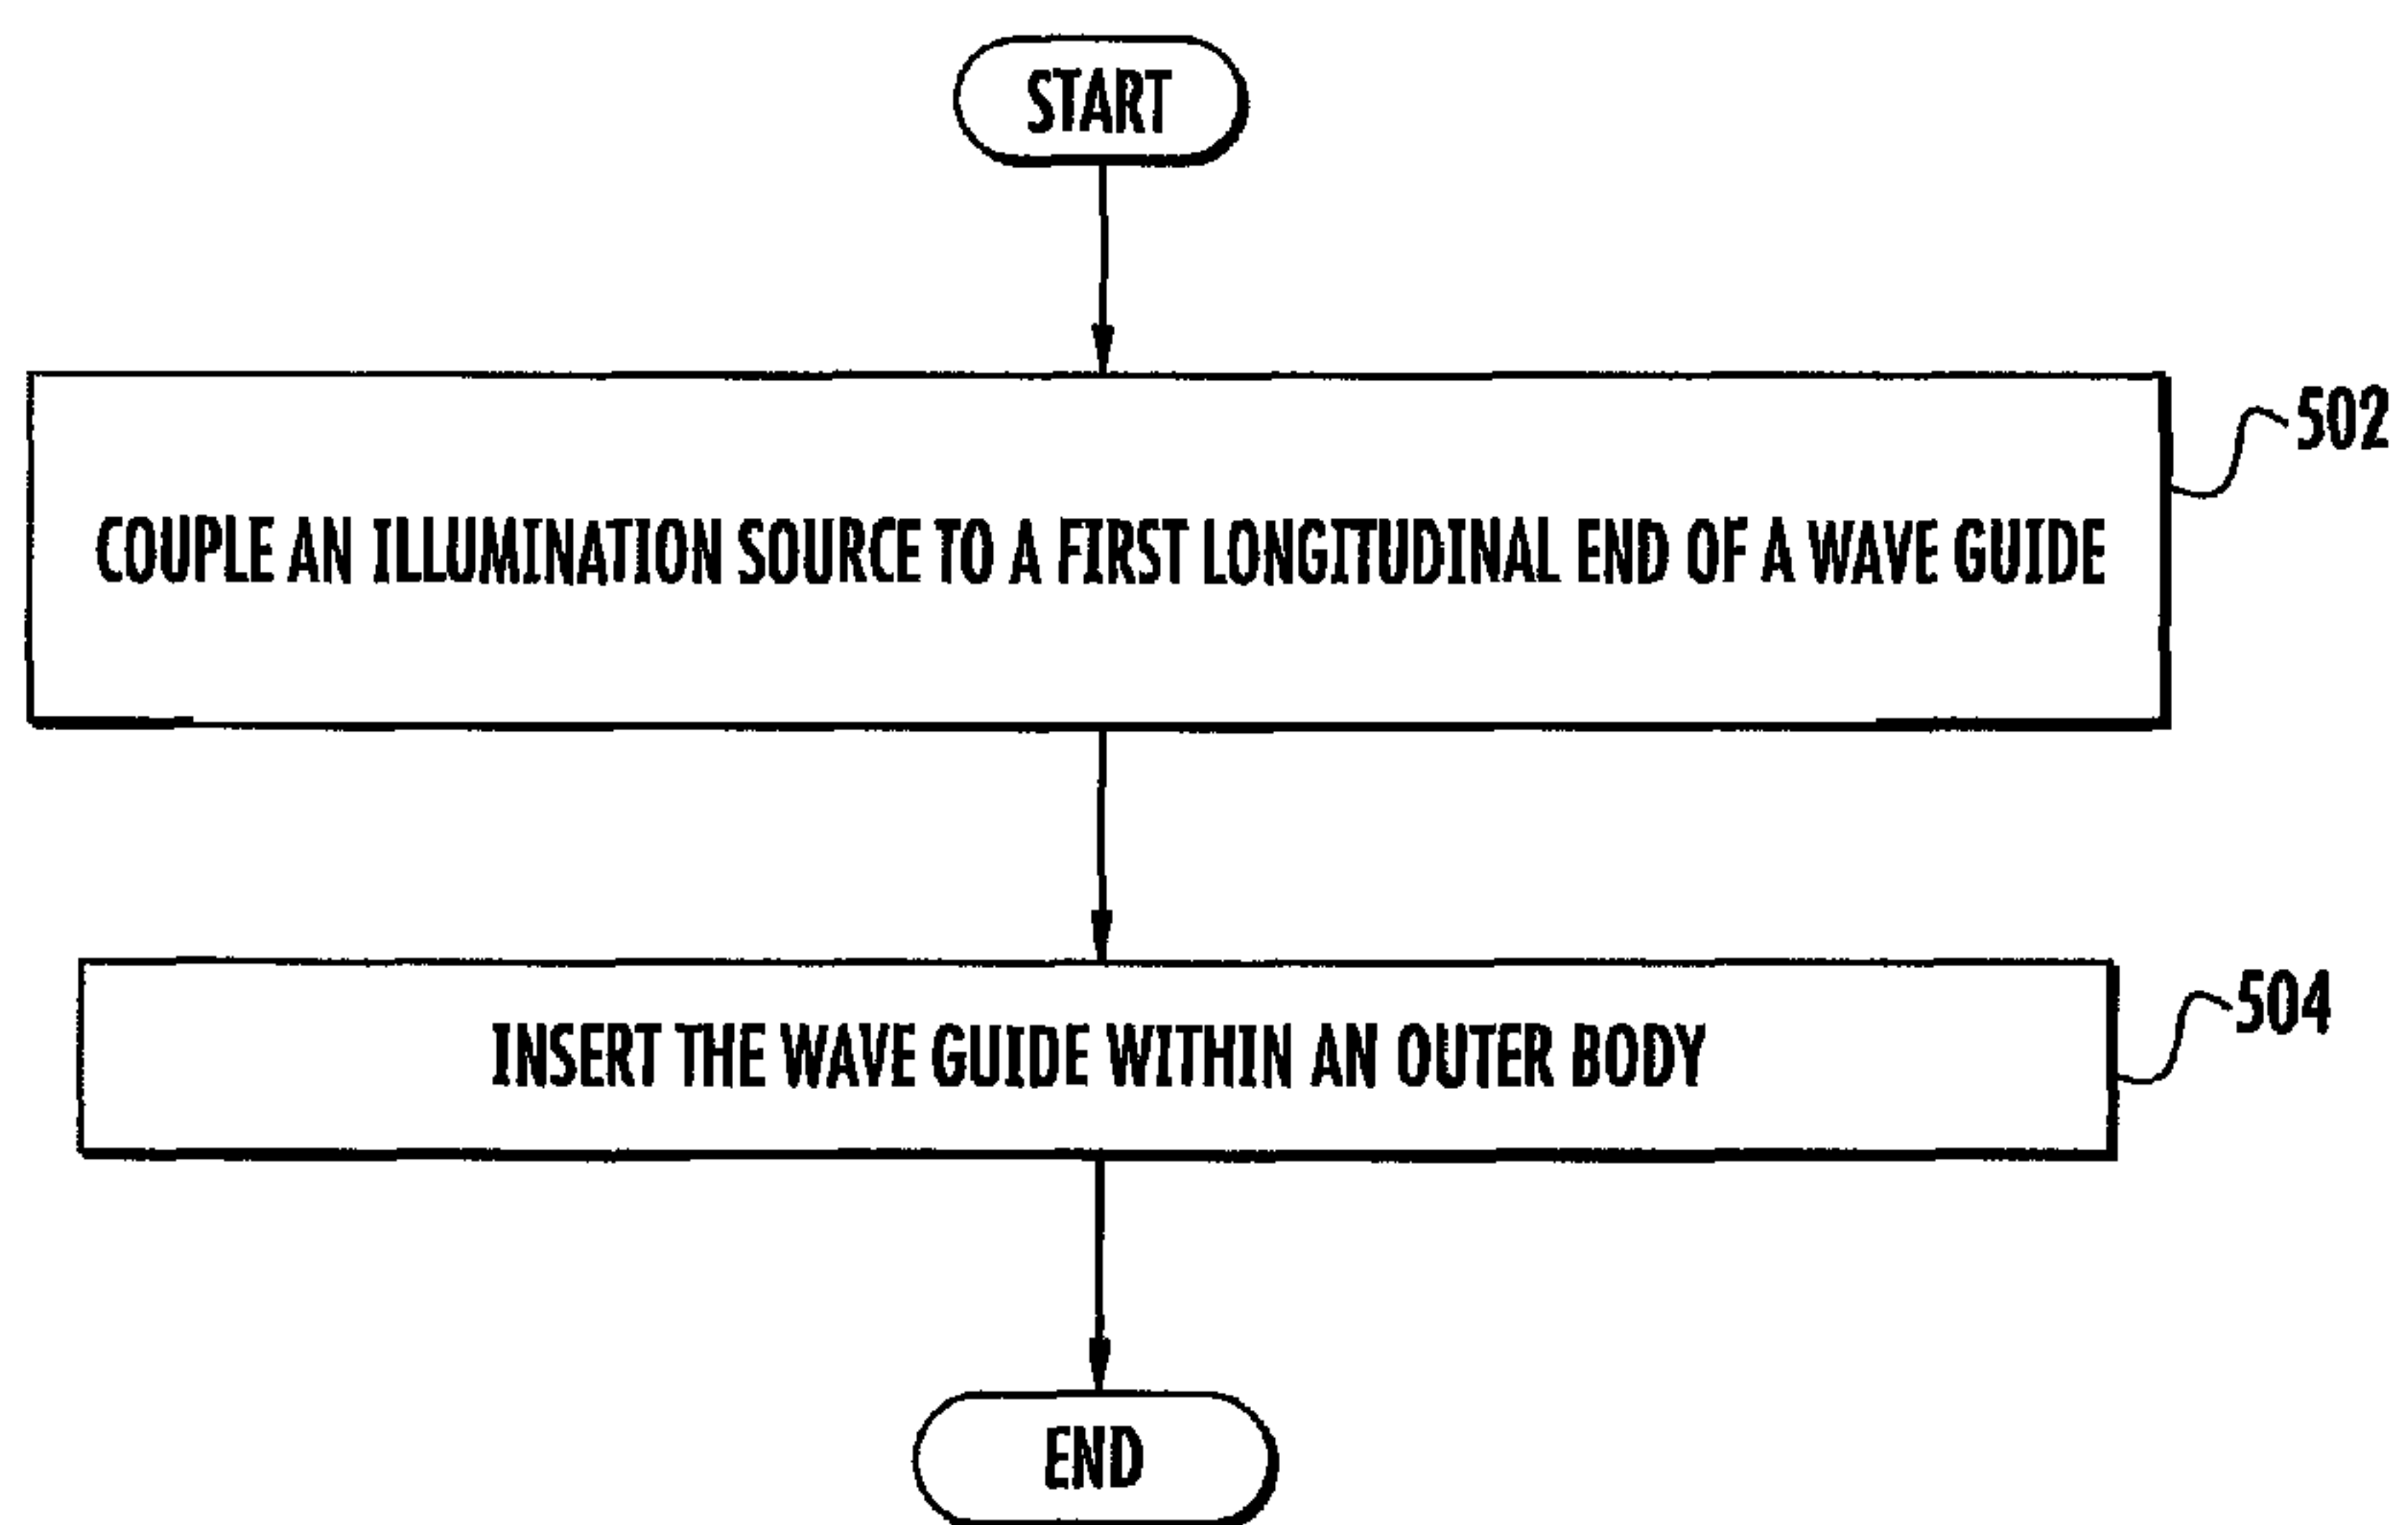 START
502
COUPLE AN ILLUMINATION SOURCE TO A FIRST LONGITUDINAL END OF A WAVE GUIDE
504
INSERT THE WAVE GUIDE WITHIN AN OUTER BODY
END